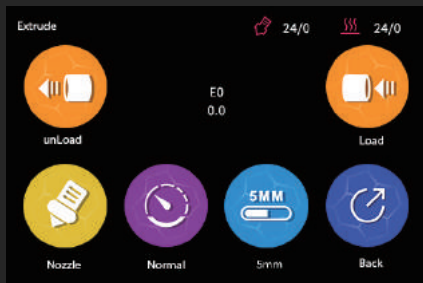 Extrude
24/0
24/0
E0
0.0
unLoad
Load
5MM
Nozzle
Normal
5mm
Back